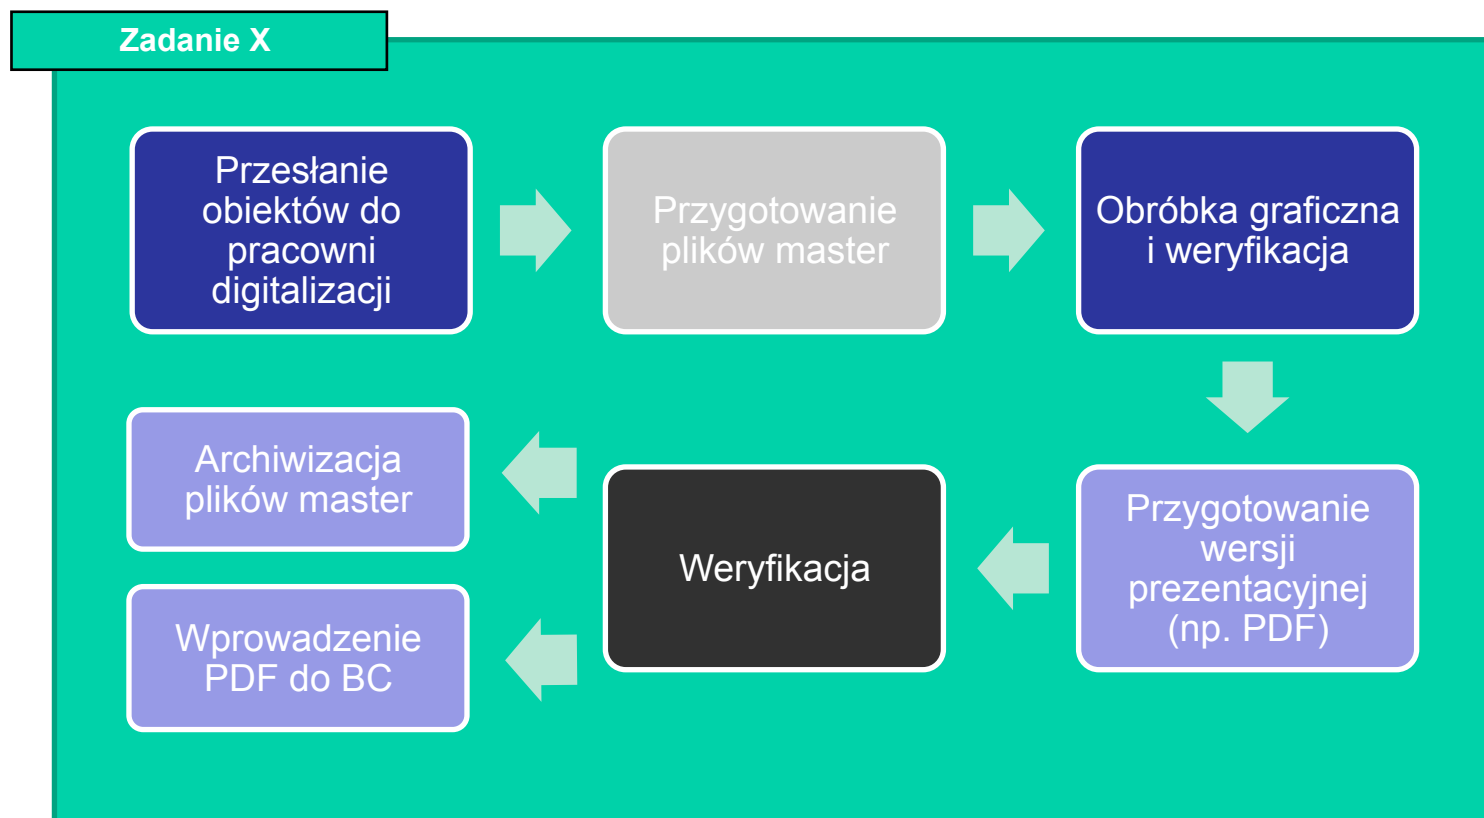 Zadanie X
Przesłanie
obiektów do
pracowni
digitalizacji
Przygotowanie
plików master
Obróbka graficzna
i weryfikacja
Przygotowanie
wersji
prezentacyjnej
(np. PDF)
Weryfikacja
Archiwizacja
plików master
Wprowadzenie
PDF do BC